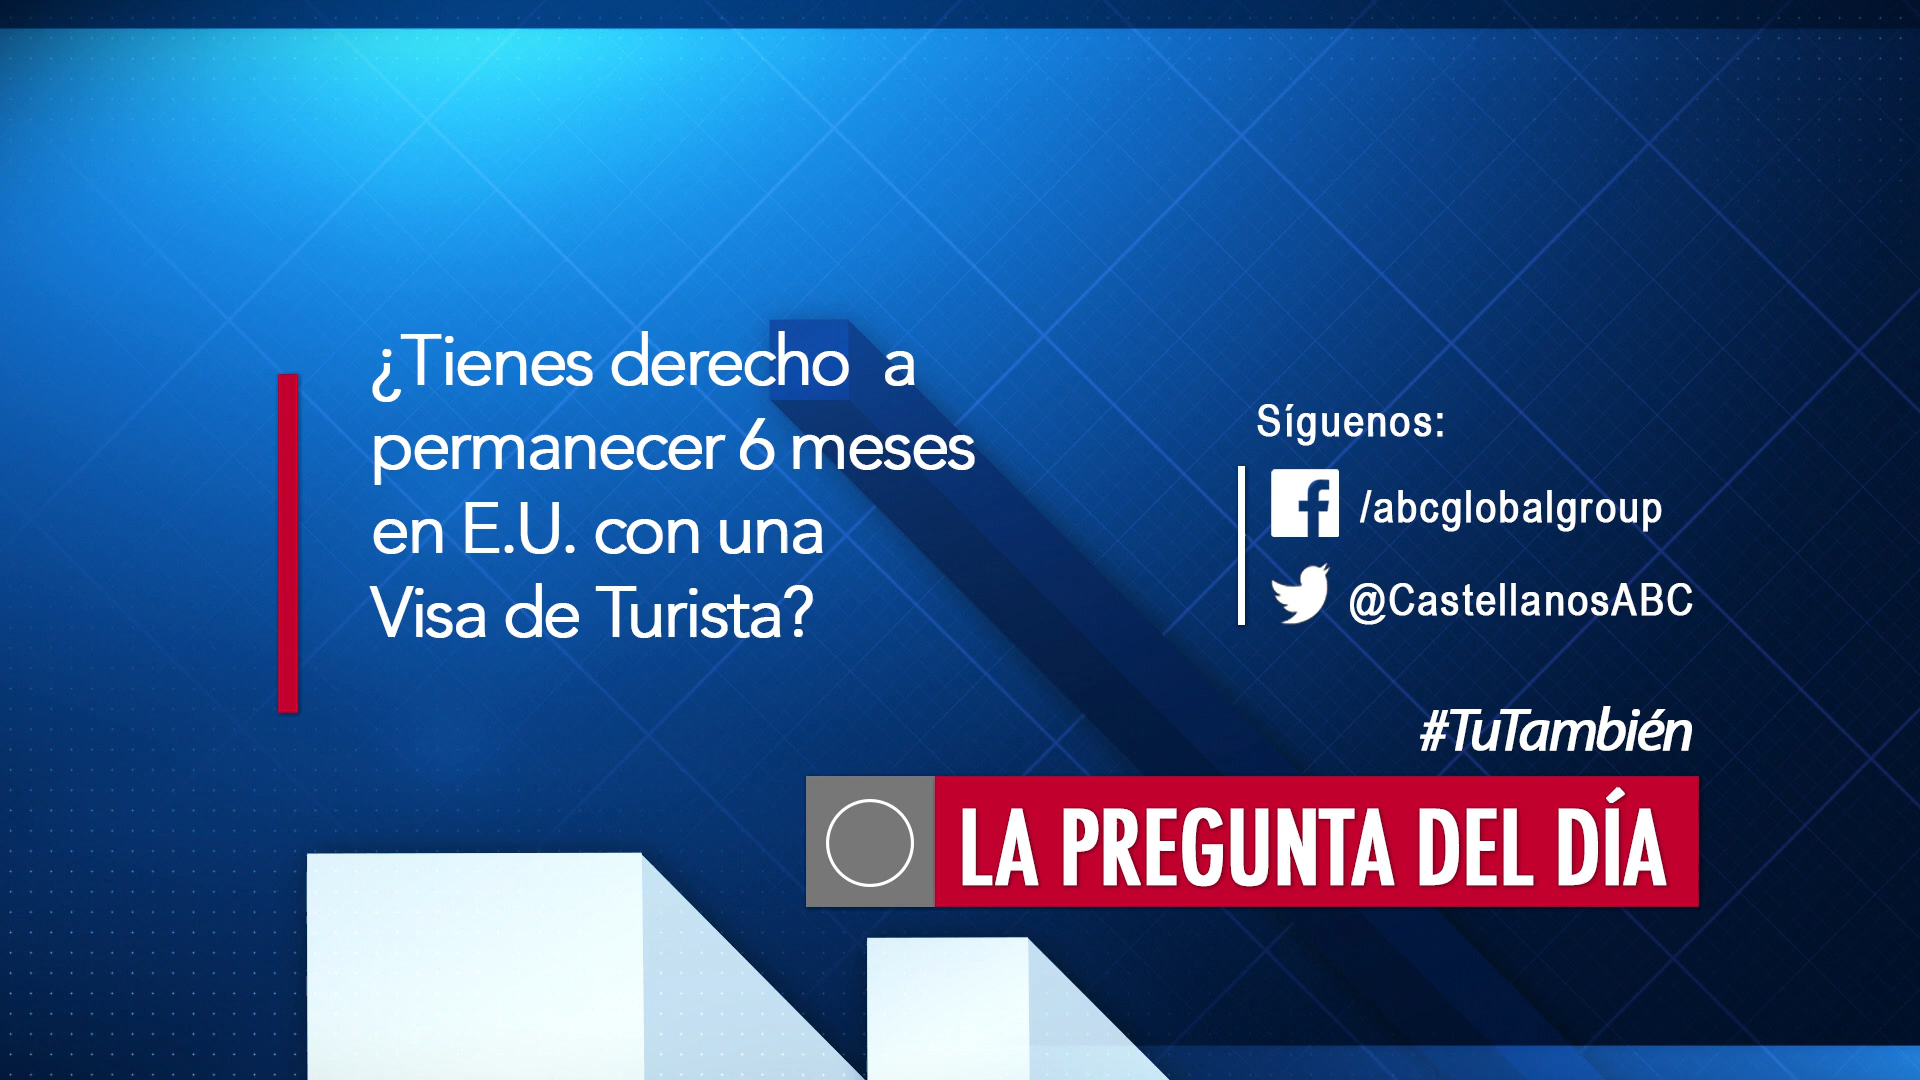 ¿Tienes derecho a
permanecer 6 meses
en E.U. con una
Visa de Turista?
Síguenos:
/abcglobalgroup
@CastellanosABC
#TuTambién
LA PREGUNTA DEL DÍA